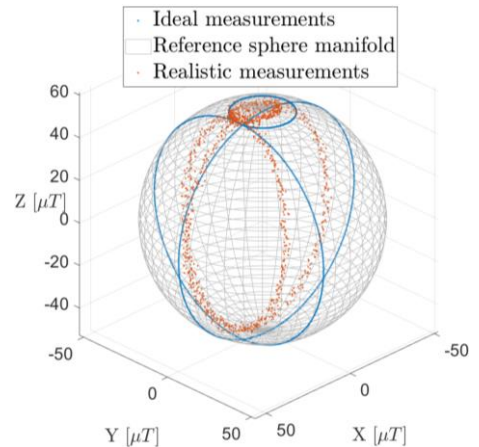 Ideal measurements
Reference sphere manifold
Realistic measurements
60
40
20
Z [μT]
0
-20
-40
-50
0
50
Y [μT]
50
0
-50
X [μT]